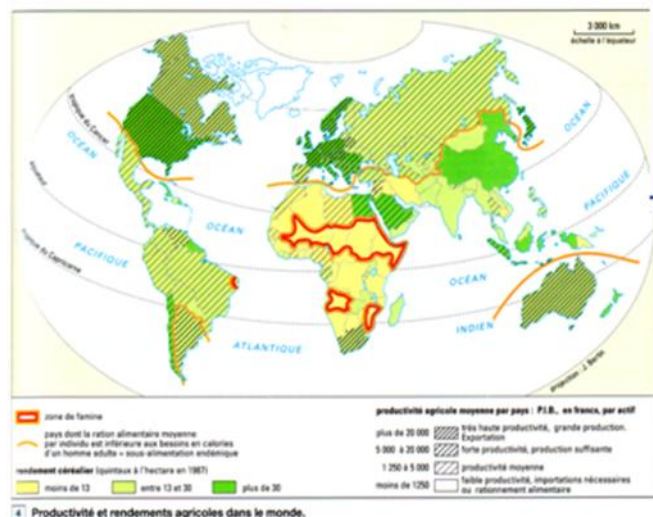 3 000 km
échelle à l'équateur
tropique du Cancer
OCÉAN
OCÉAN
équateur
OCÉAN
PACIFIQUE
tropique du Capricorne
PACIFIQUE
OCÉAN
INDIEN
ATLANTIQUE
projection : J. Bertin
zone de famine
pays dont la ration alimentaire moyenne
par individu est inférieure aux besoins en calories
d'un homme adulte = sous-alimentation endémique
rendement céréalier (quintaux à l'hectare en 1987)
moins de 13
entre 13 et 30
plus de 30
productivité agricole moyenne par pays : P.I.B., en francs, par actif
plus de 20 000 très haute productivité, grande production.
Exportation
5 000 à 20 000 forte productivité, production suffisante
1 250 à 5 000 productivité moyenne
moins de 1250 faible productivité, importations nécessaires
ou rationnement alimentaire
4 Productivité et rendements agricoles dans le monde.